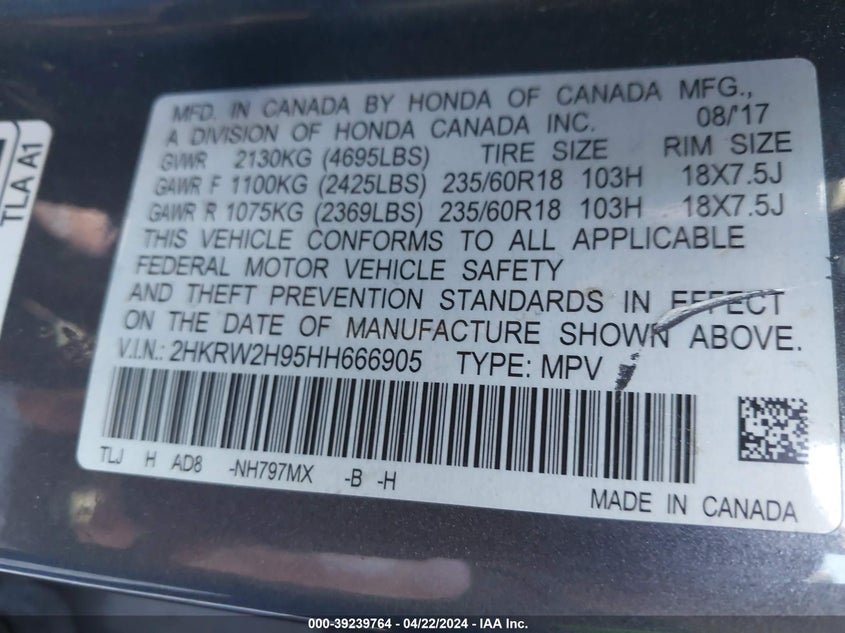 MFD. IN CANADA BY HONDA OF CANADA MFG.,
A DIVISION OF HONDA CANADA INC. 08/'17
GVWR 2130KG (4695LBS) TIRE SIZE RIM SIZE
GAWR F 1100KG (2425LBS) 235/60R18 103H 18X7.5J
GAWR R 1075KG (2369LBS) 235/60R18 103H 18X7.5J
THIS VEHICLE CONFORMS TO ALL APPLICABLE
FEDERAL MOTOR VEHICLE SAFETY
AND THEFT PREVENTION STANDARDS IN EFFECT
ON THE DATE OF MANUFACTURE SHOWN ABOVE.
V.I.N.: 2HKRW2H95HH666905 TYPE: MPV
TLJ H AD8 -NH797MX -B -H
MADE IN CANADA
TLA A1
000-39239764 - 04/22/2024 - IAA Inc.